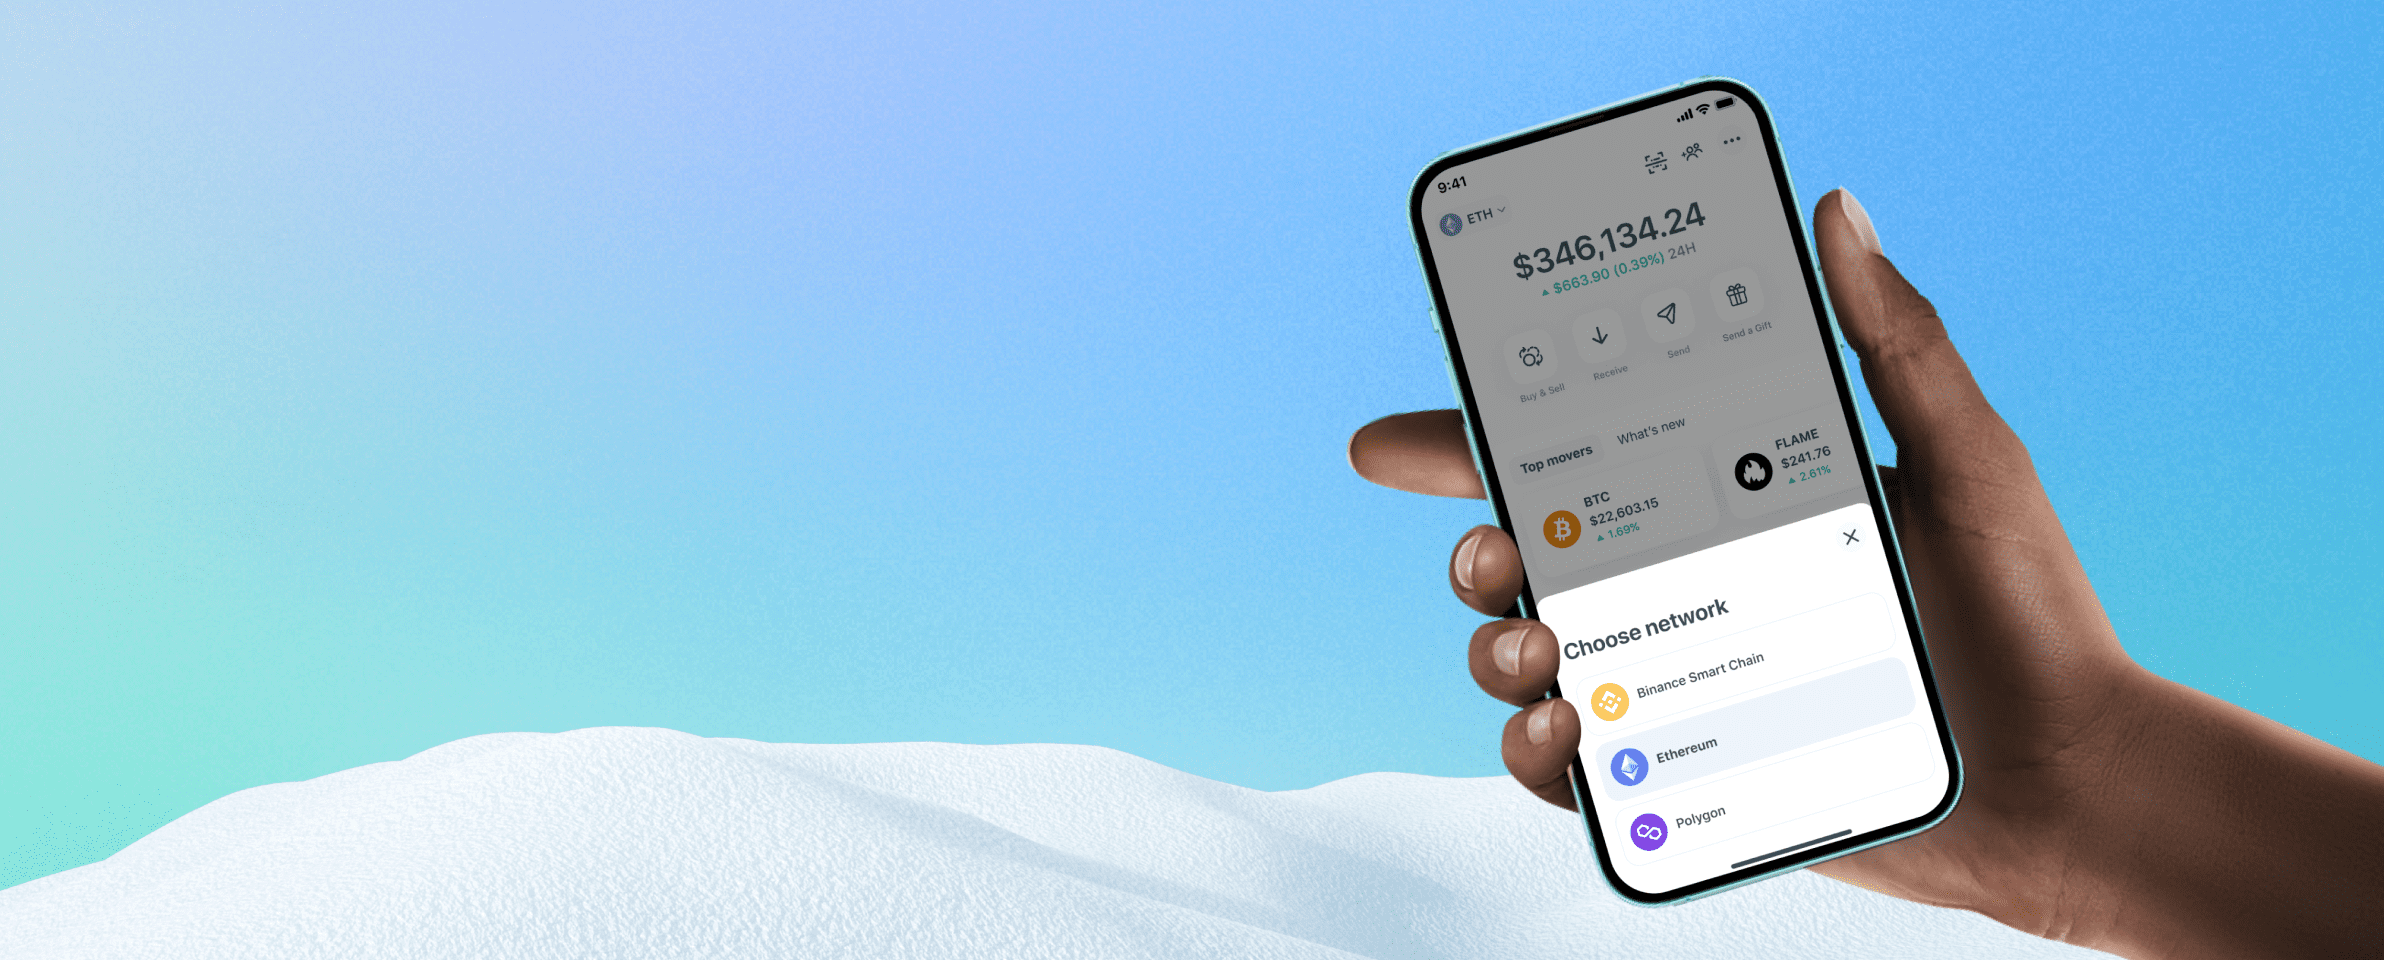 9:41
ETH
$346,134.24
▲ $663.90 (0.39%) 24H
Buy & Sell
Receive
Send
Send a Gift
Top movers
What's new
BTC
$22,603.15
▲ 1.69%
FLAME
$241.76
▲ 2.61%
Choose network
Binance Smart Chain
Ethereum
Polygon